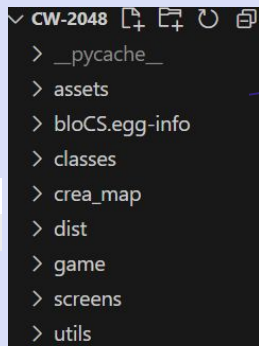 CW-2048
__pycache__
assets
bloCS.egg-info
classes
crea_map
dist
game
screens
utils